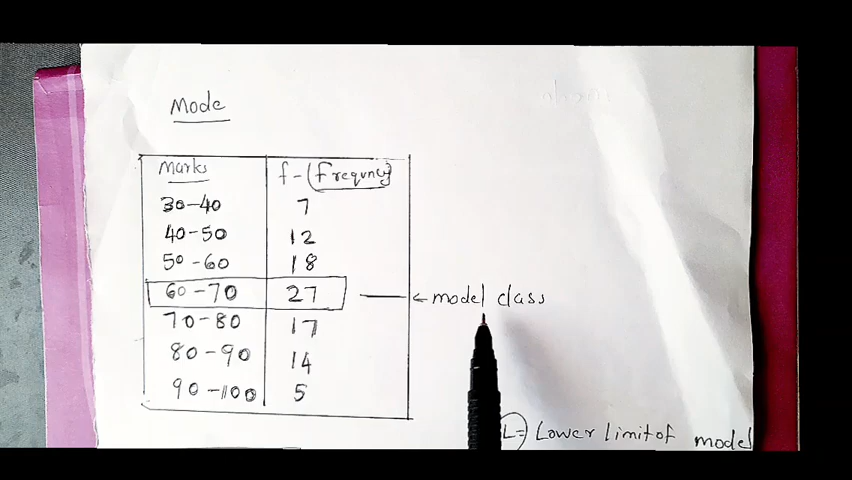 Mode
Marks f-(Frequncy)
30-40 7
40-50 12
50-60 18
60-70 27 ←model class
70-80 17
80-90 14
90-100 5
L= Lower limit of model